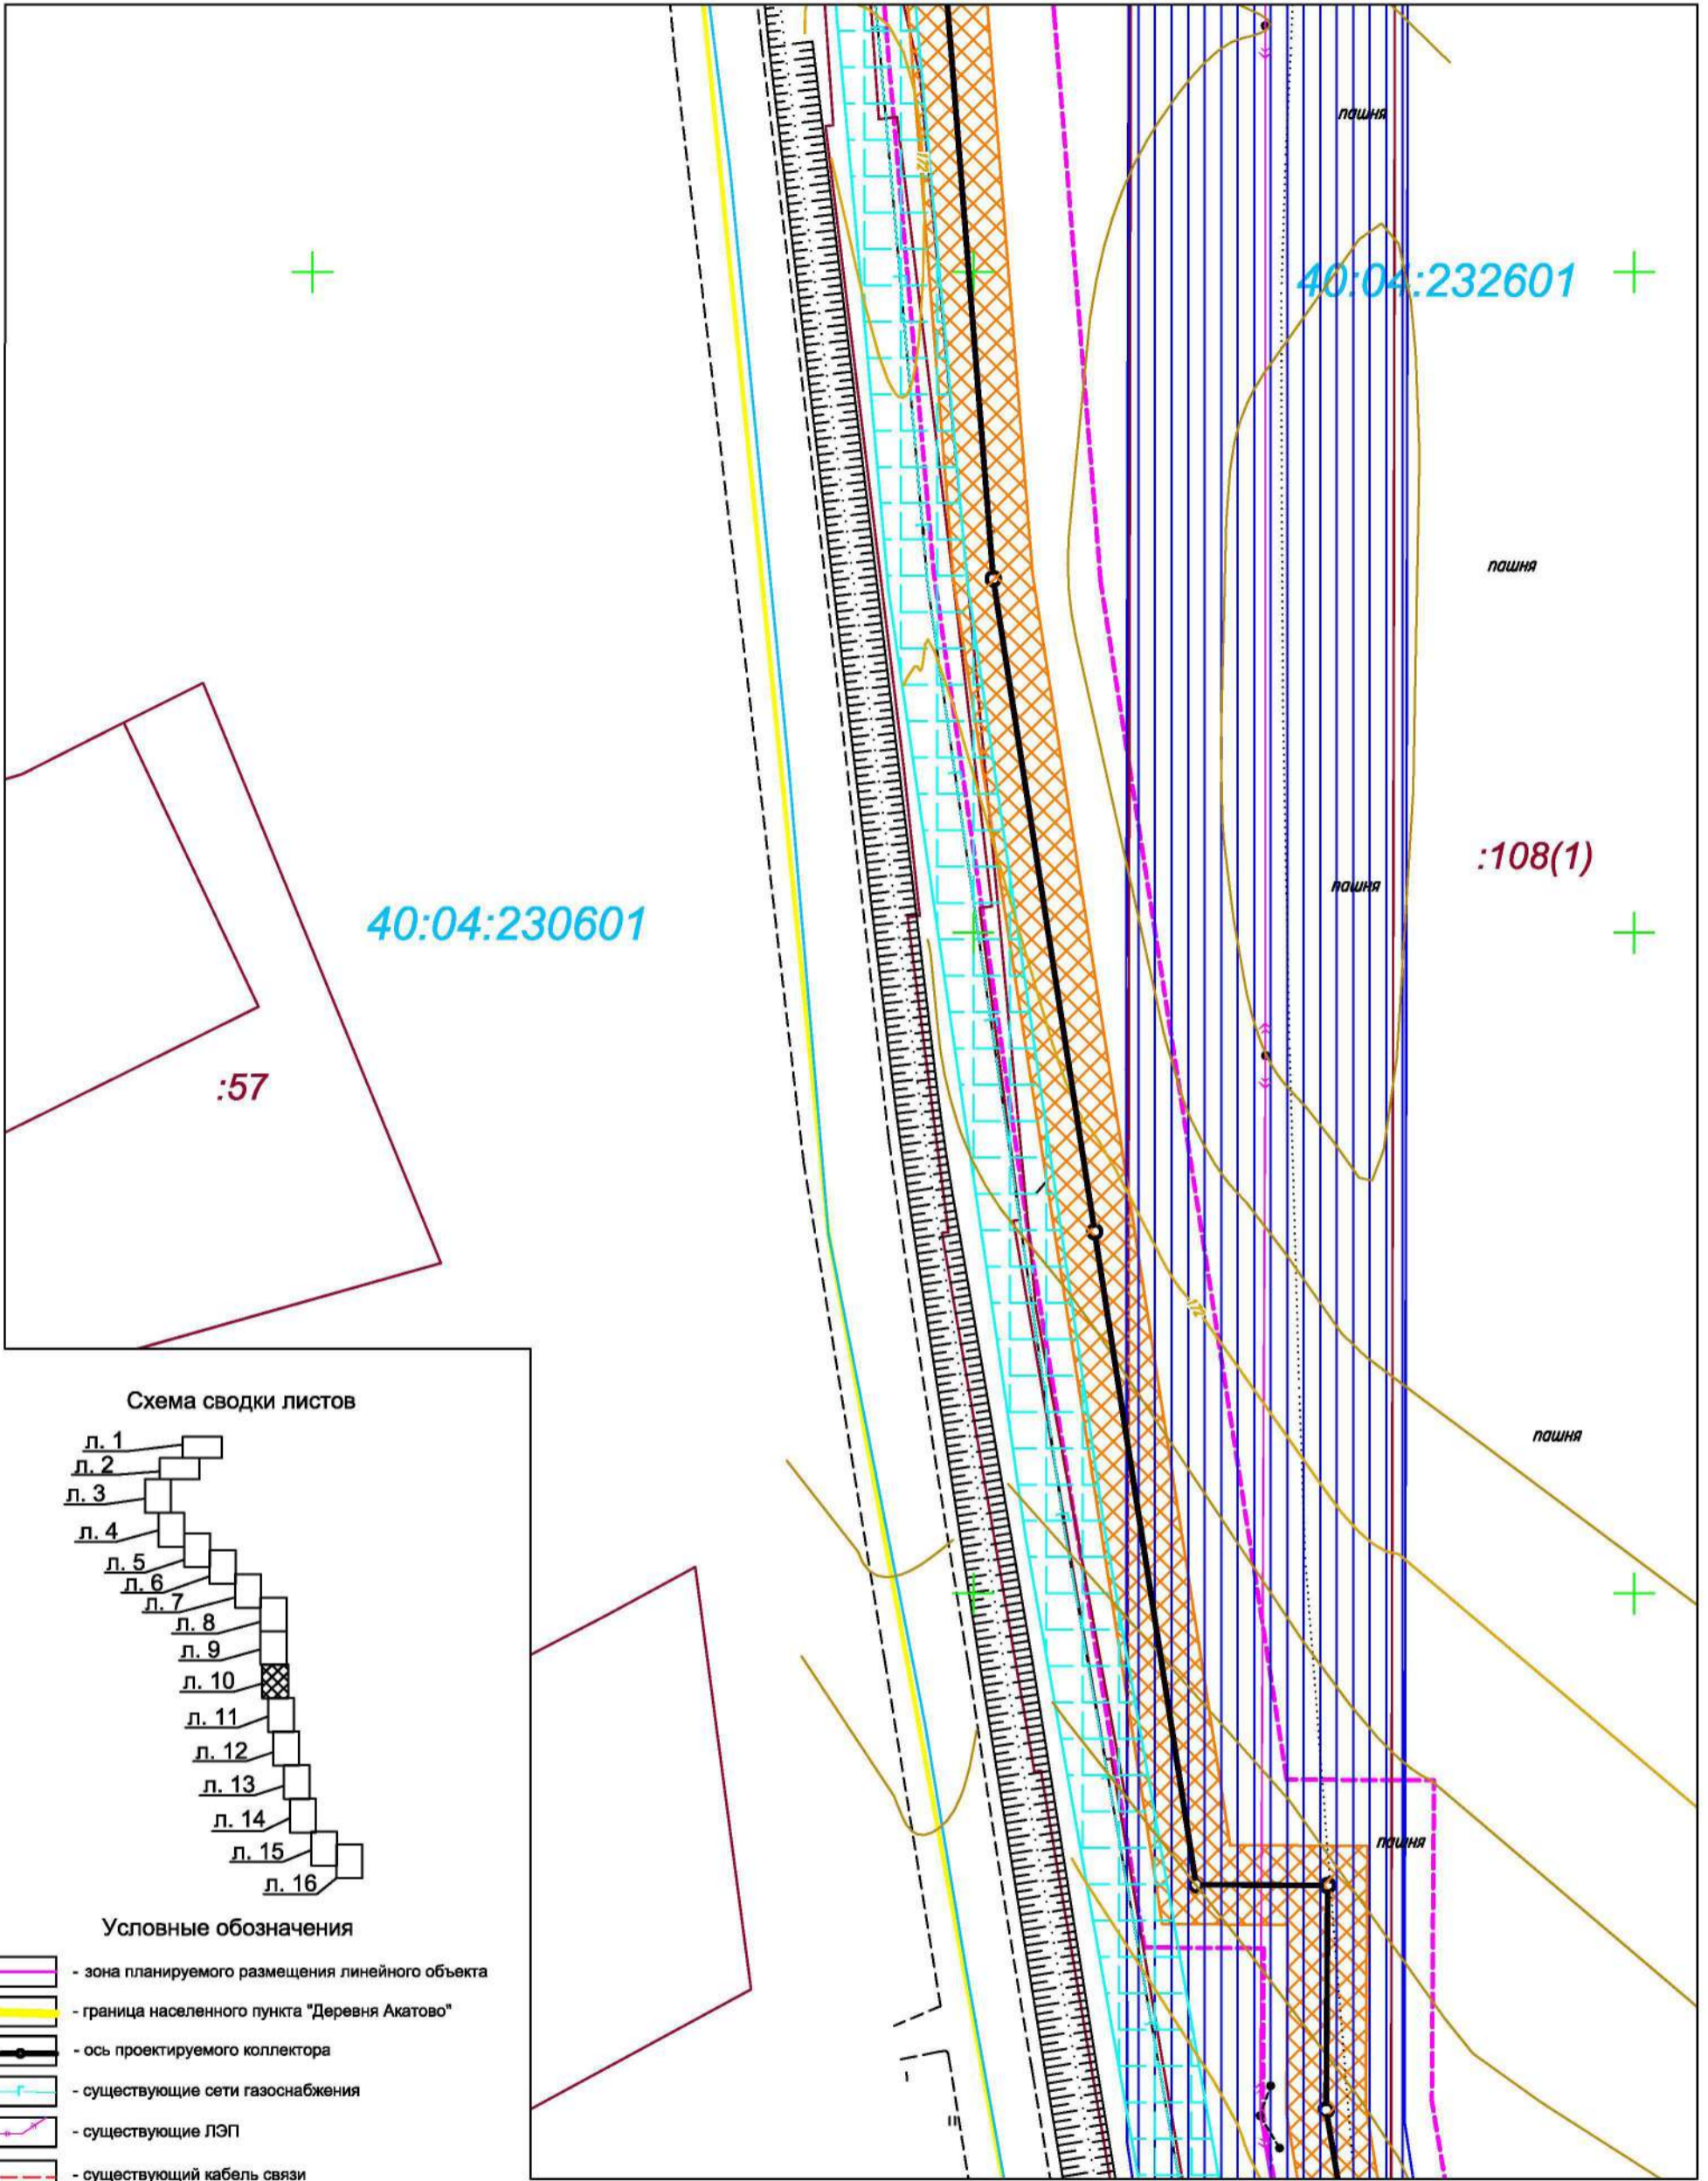 пашня
40:04:232601
пашня
:108(1)
пашня
40:04:230601
:57
172
172
пашня
пашня
Схема сводки листов
л. 1
л. 2
л. 3
л. 4
л. 5
л. 6
л. 7
л. 8
л. 9
л. 10
л. 11
л. 12
л. 13
л. 14
л. 15
л. 16
Условные обозначения
- зона планируемого размещения линейного объекта
- граница населенного пункта "Деревня Акатово"
- ось проектируемого коллектора
- существующие сети газоснабжения
- существующие ЛЭП
- существующий кабель связи